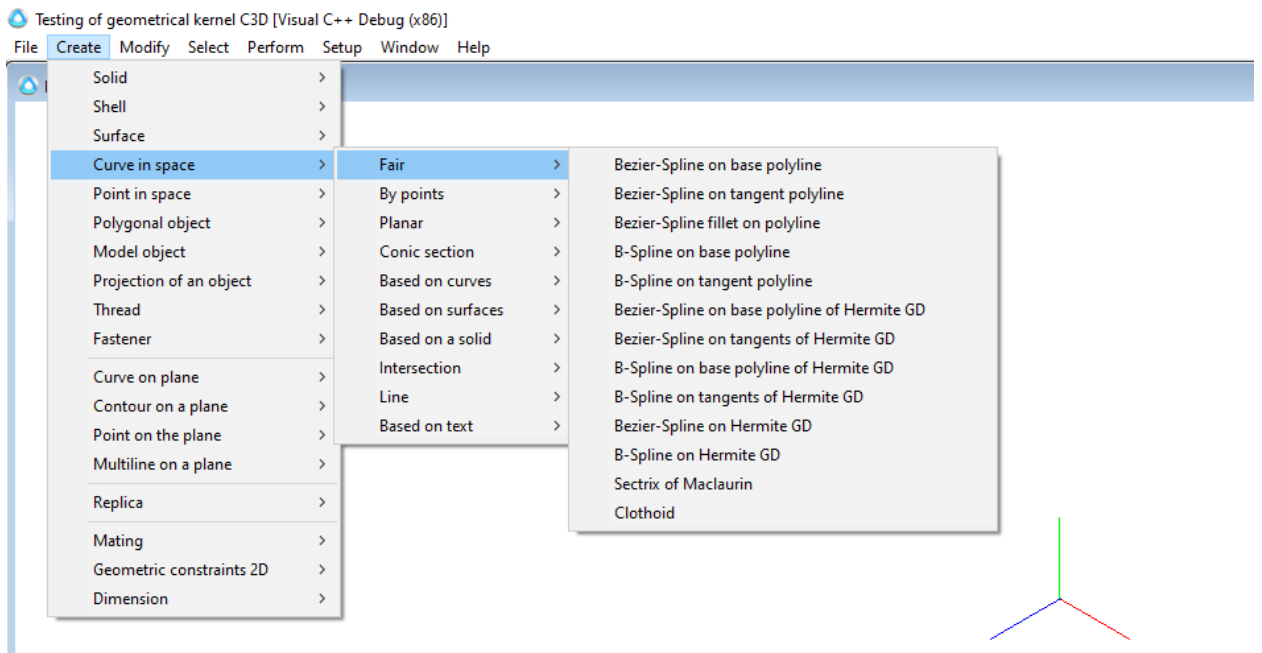 Testing of geometrical kernel C3D [Visual C++ Debug (x86)]
File Create Modify Select Perform Setup Window Help
Solid
Shell
Surface
Curve in space
Point in space
Polygonal object
Model object
Projection of an object
Thread
Fastener
Curve on plane
Contour on a plane
Point on the plane
Multiline on a plane
Replica
Mating
Geometric constraints 2D
Dimension
Fair
By points
Planar
Conic section
Based on curves
Based on surfaces
Based on a solid
Intersection
Line
Based on text
Bezier-Spline on base polyline
Bezier-Spline on tangent polyline
Bezier-Spline fillet on polyline
B-Spline on base polyline
B-Spline on tangent polyline
Bezier-Spline on base polyline of Hermite GD
Bezier-Spline on tangents of Hermite GD
B-Spline on base polyline of Hermite GD
B-Spline on tangents of Hermite GD
Bezier-Spline on Hermite GD
B-Spline on Hermite GD
Sectrix of Maclaurin
Clothoid